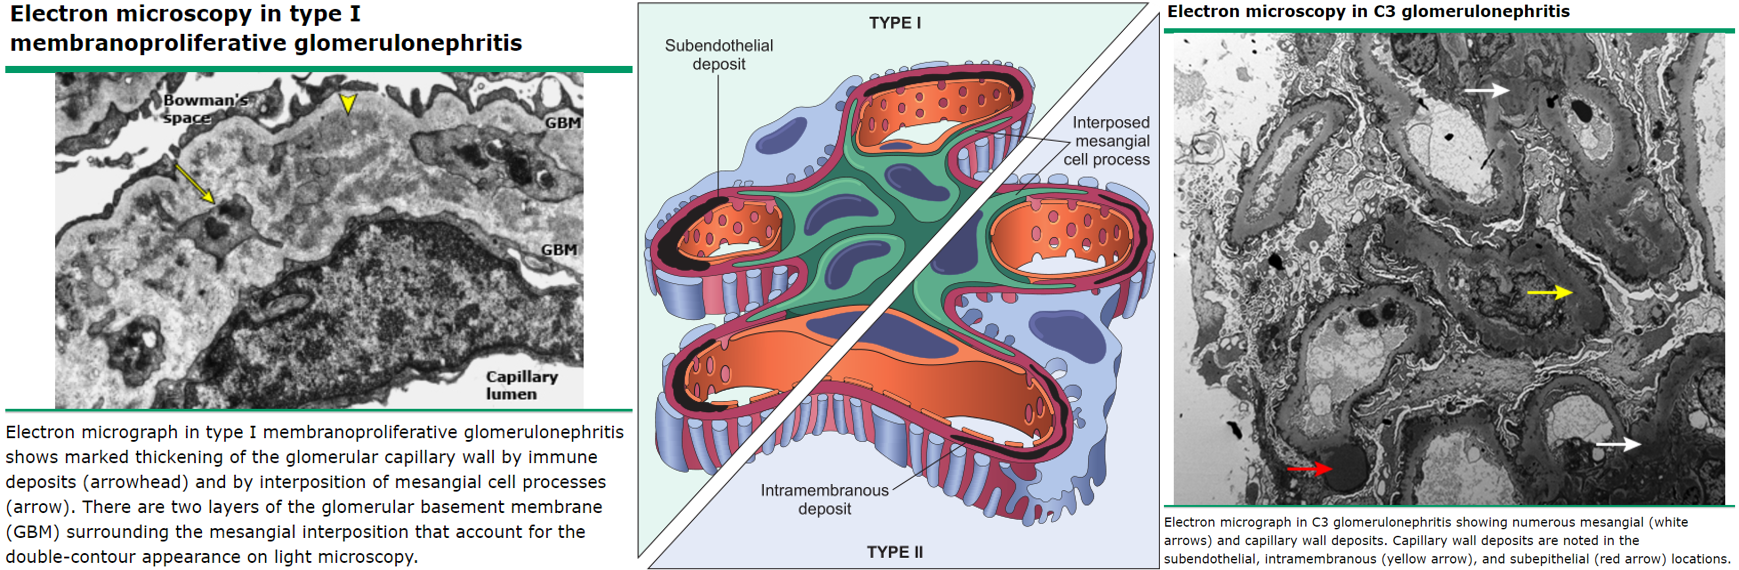 Electron microscopy in type I
membranoproliferative glomerulonephritis
Bowman's
space
GBM
GBM
Capillary
lumen
Electron micrograph in type I membranoproliferative glomerulonephritis
shows marked thickening of the glomerular capillary wall by immune
deposits (arrowhead) and by interposition of mesangial cell processes
(arrow). There are two layers of the glomerular basement membrane
(GBM) surrounding the mesangial interposition that account for the
double-contour appearance on light microscopy.
TYPE I
Subendothelial
deposit
Interposed
mesangial
cell process
Intramembranous
deposit
TYPE II
Electron microscopy in C3 glomerulonephritis
Electron micrograph in C3 glomerulonephritis showing numerous mesangial (white
arrows) and capillary wall deposits. Capillary wall deposits are noted in the
subendothelial, intramembranous (yellow arrow), and subepithelial (red arrow) locations.